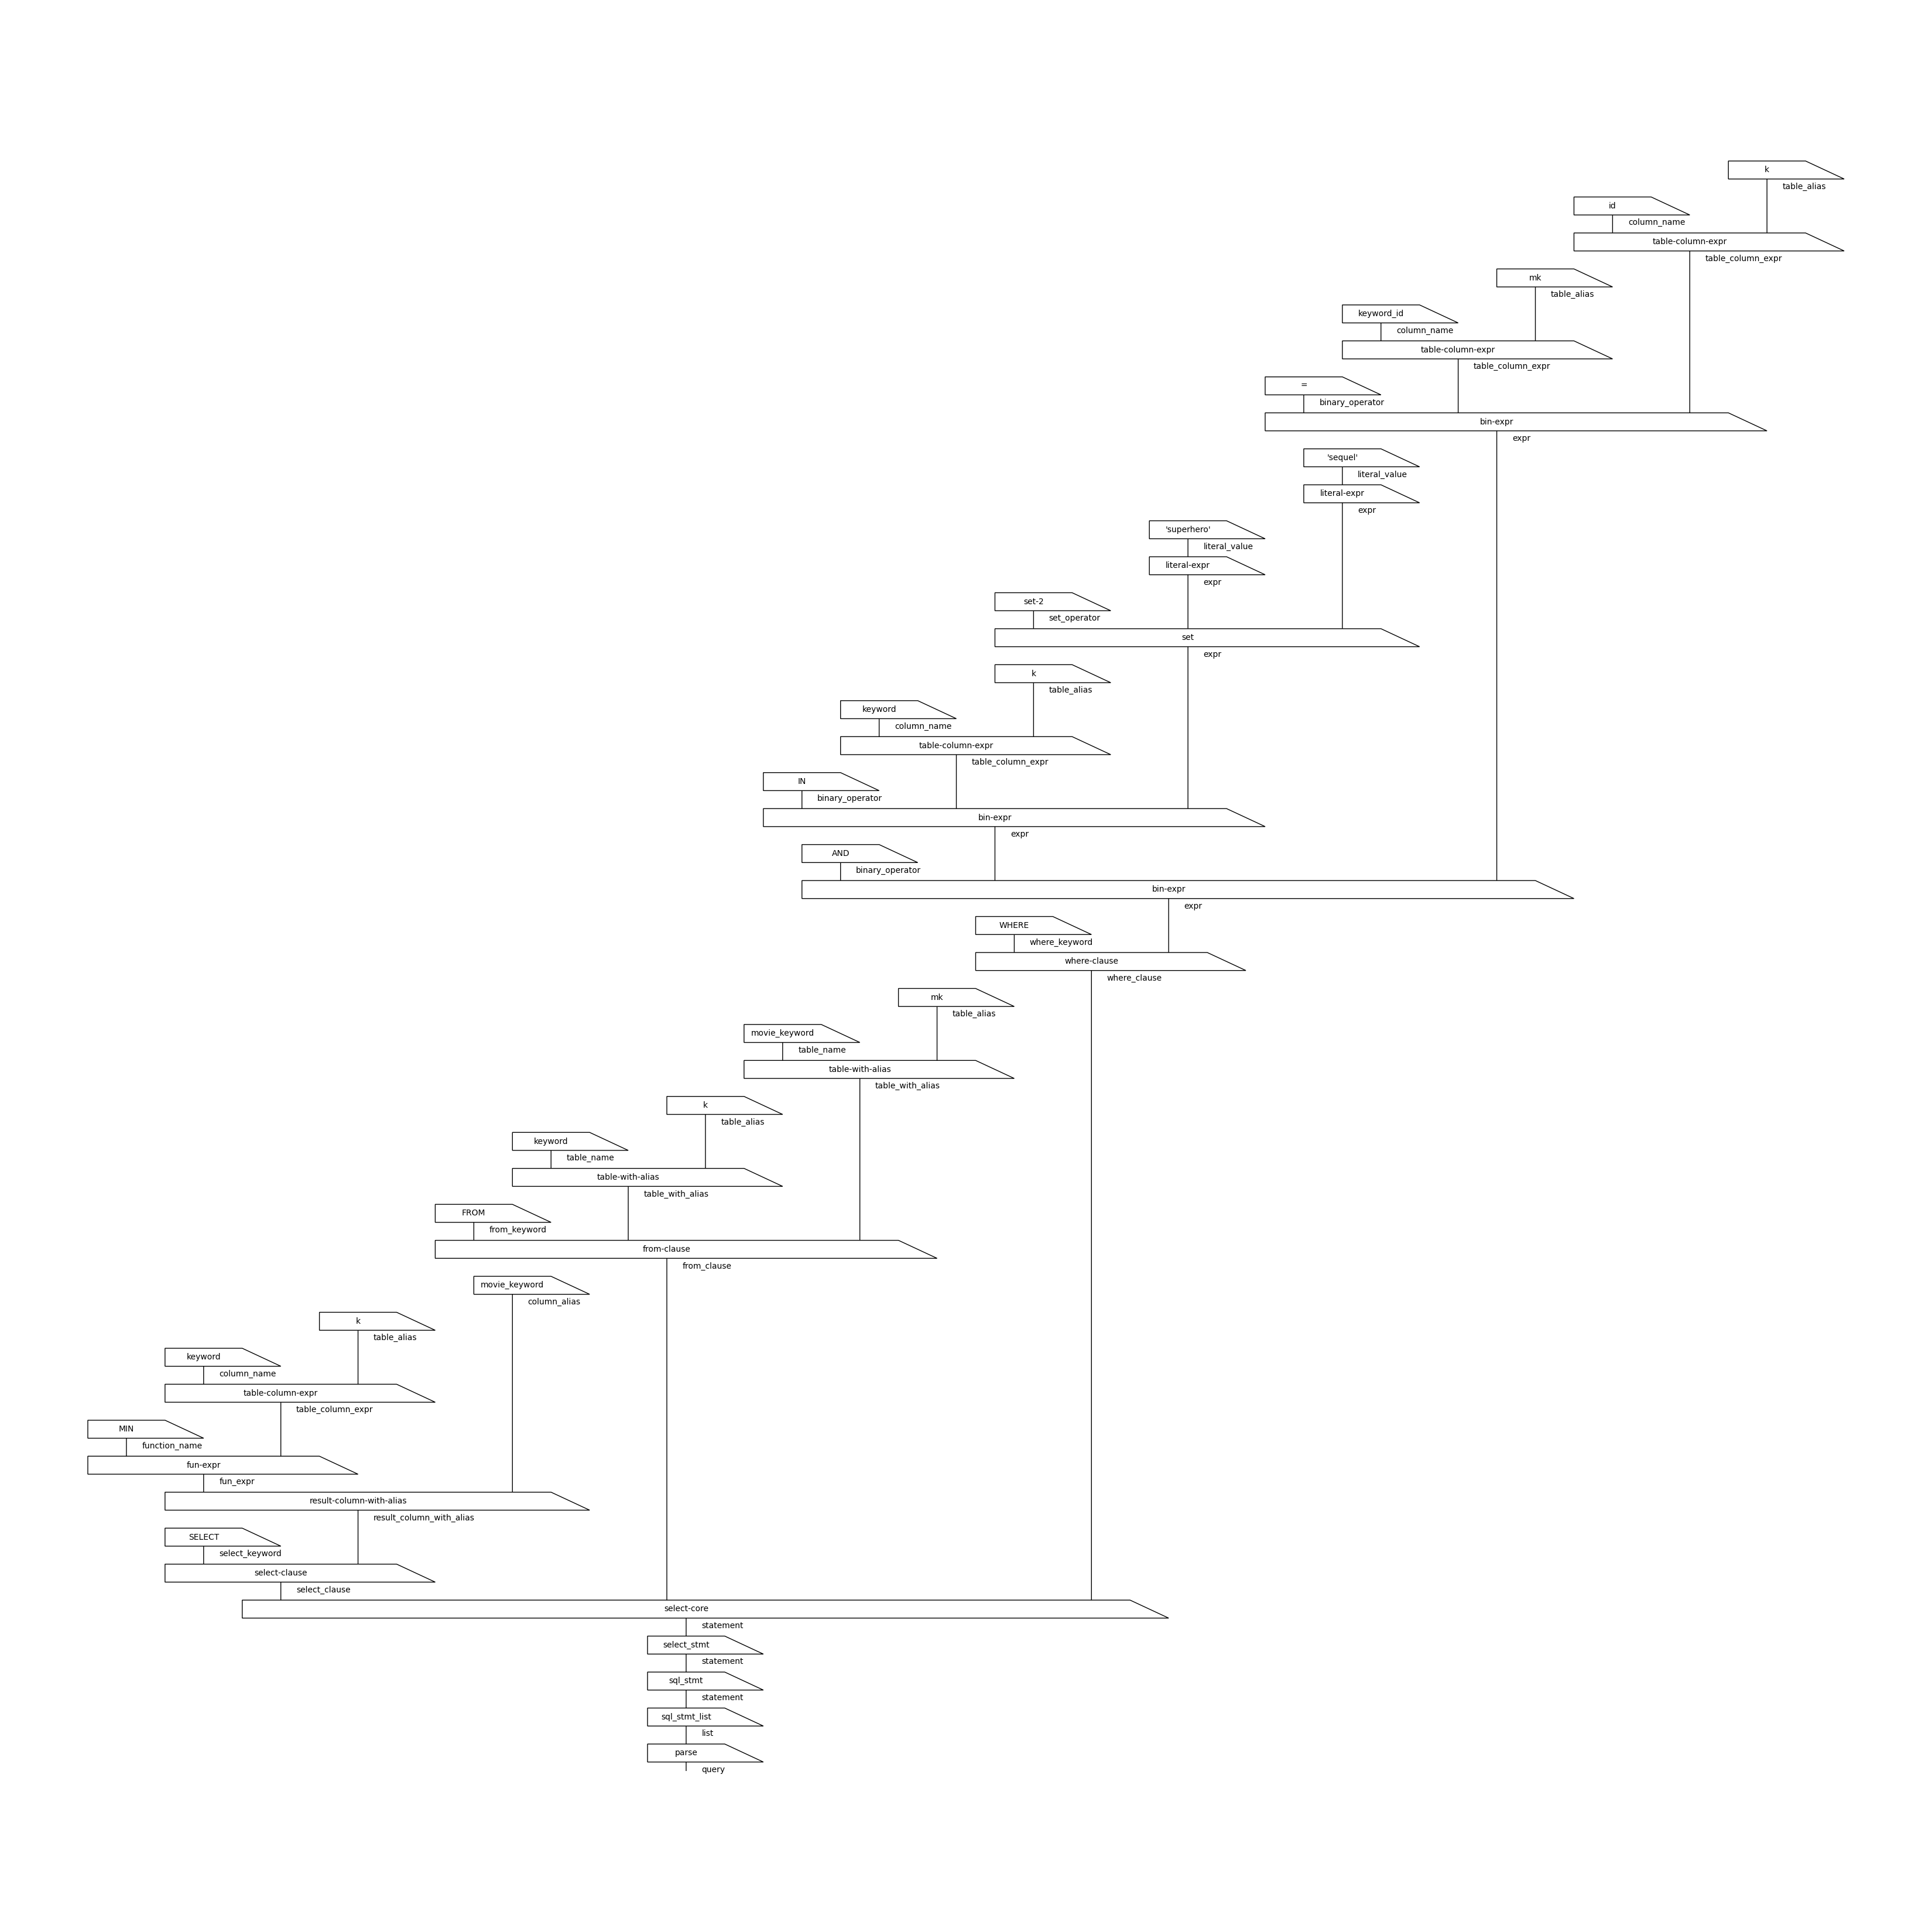 k
table_alias
id
column_name
table-column-expr
table_column_expr
mk
table_alias
keyword_id
column_name
table-column-expr
table_column_expr
=
binary_operator
bin-expr
expr
'sequel'
literal_value
literal-expr
expr
'superhero'
literal_value
literal-expr
expr
set-2
set_operator
set
expr
k
table_alias
keyword
column_name
table-column-expr
table_column_expr
IN
binary_operator
bin-expr
expr
AND
binary_operator
bin-expr
expr
WHERE
where_keyword
where-clause
where_clause
mk
table_alias
movie_keyword
table_name
table-with-alias
table_with_alias
k
table_alias
keyword
table_name
table-with-alias
table_with_alias
FROM
from_keyword
from-clause
from_clause
movie_keyword
column_alias
k
table_alias
keyword
column_name
table-column-expr
table_column_expr
MIN
function_name
fun-expr
fun_expr
result-column-with-alias
result_column_with_alias
SELECT
select_keyword
select-clause
select_clause
select-core
statement
select_stmt
statement
sql_stmt
statement
sql_stmt_list
list
parse
query